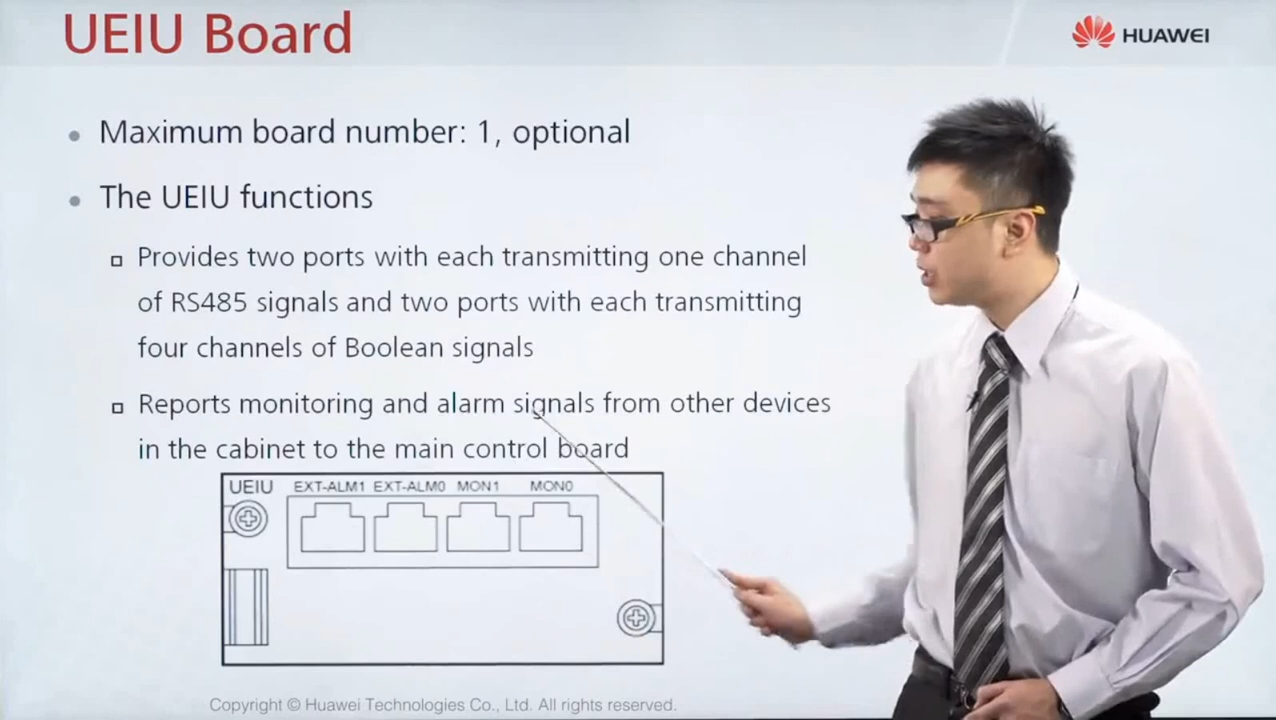 UEIU Board
HUAWEI
Maximum board number: 1, optional
The UEIU functions
Provides two ports with each transmitting one channel
of RS485 signals and two ports with each transmitting
four channels of Boolean signals
Reports monitoring and alarm signals from other devices
in the cabinet to the main control board
UEIU EXT-ALM1 EXT-ALM0 MON1 MON0
Copyright © Huawei Technologies Co., Ltd. All rights reserved.